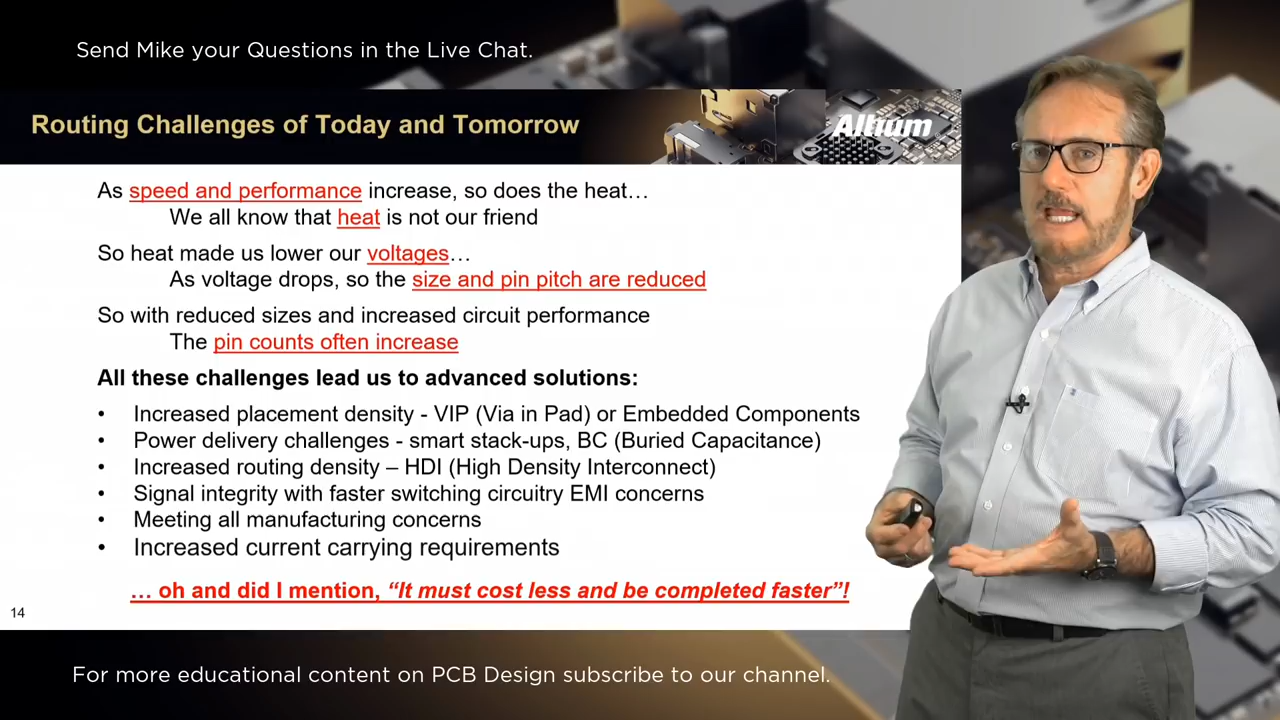 Send Mike your Questions in the Live Chat.
Routing Challenges of Today and Tomorrow
Altium
As speed and performance increase, so does the heat…
We all know that heat is not our friend
So heat made us lower our voltages…
As voltage drops, so the size and pin pitch are reduced
So with reduced sizes and increased circuit performance
The pin counts often increase
All these challenges lead us to advanced solutions:
• Increased placement density - VIP (Via in Pad) or Embedded Components
• Power delivery challenges - smart stack-ups, BC (Buried Capacitance)
• Increased routing density – HDI (High Density Interconnect)
• Signal integrity with faster switching circuitry EMI concerns
• Meeting all manufacturing concerns
• Increased current carrying requirements
… oh and did I mention, “It must cost less and be completed faster”!
14
For more educational content on PCB Design subscribe to our channel.